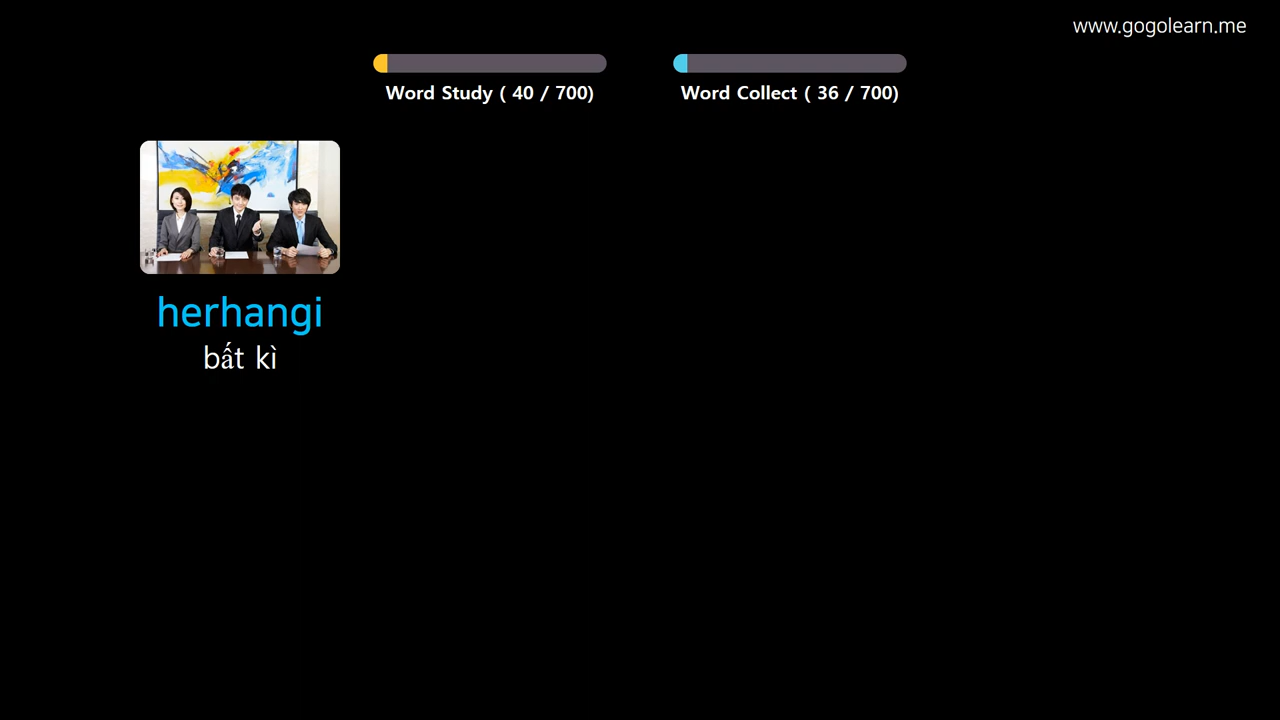 www.gogolearn.me
Word Study ( 40 / 700)
Word Collect ( 36 / 700)
herhangi
bất kì